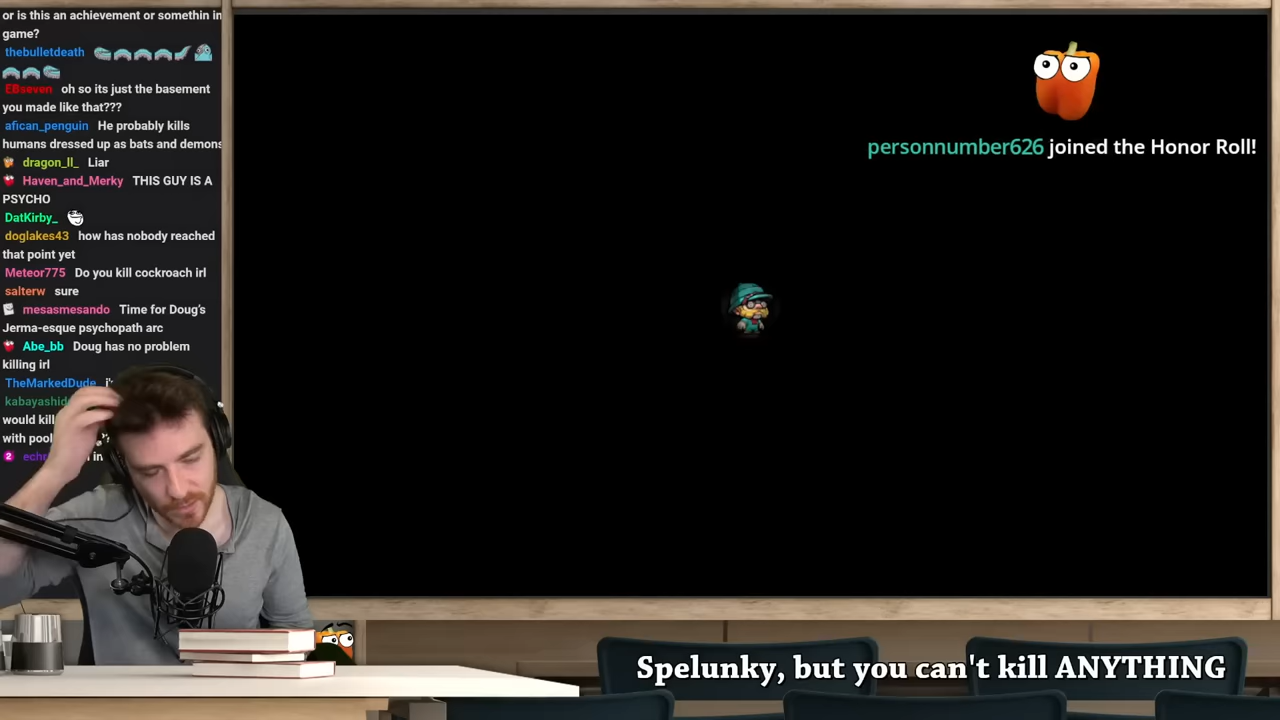 or is this an achievement or somethin in
game?
thebulletdeath
EBseven oh so its just the basement
you made like that???
afican_penguin He probably kills
humans dressed up as bats and demons
dragon_ll_ Liar
Haven_and_Merky THIS GUY IS A
PSYCHO
DatKirby_
doglakes43 how has nobody reached
that point yet
Meteor775 Do you kill cockroach irl
salterw sure
mesasmesando Time for Doug's
Jerma-esque psychopath arc
Abe_bb Doug has no problem
killing irl
TheMarkedDude
would kill
with
2
personnumber626 joined the Honor Roll!
Spelunky, but you can't kill ANYTHING